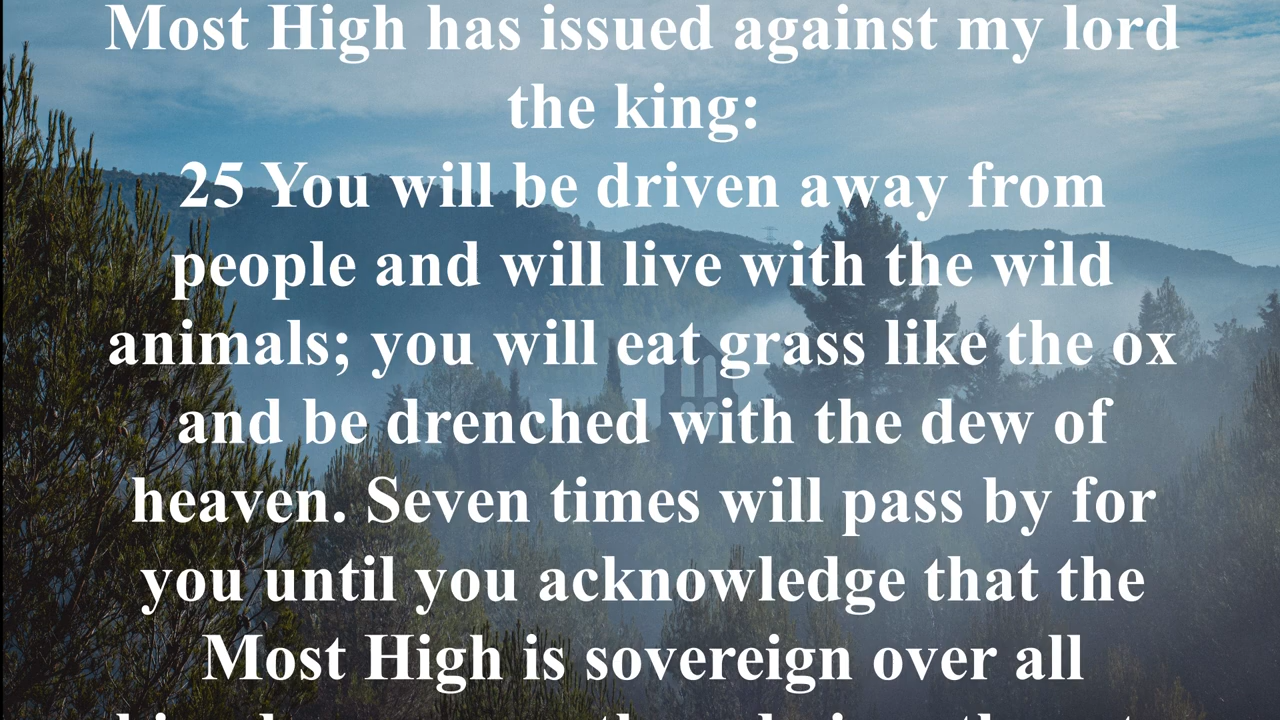 Most High has issued against my lord
the king:
25 You will be driven away from
people and will live with the wild
animals; you will eat grass like the ox
and be drenched with the dew of
heaven. Seven times will pass by for
you until you acknowledge that the
Most High is sovereign over all